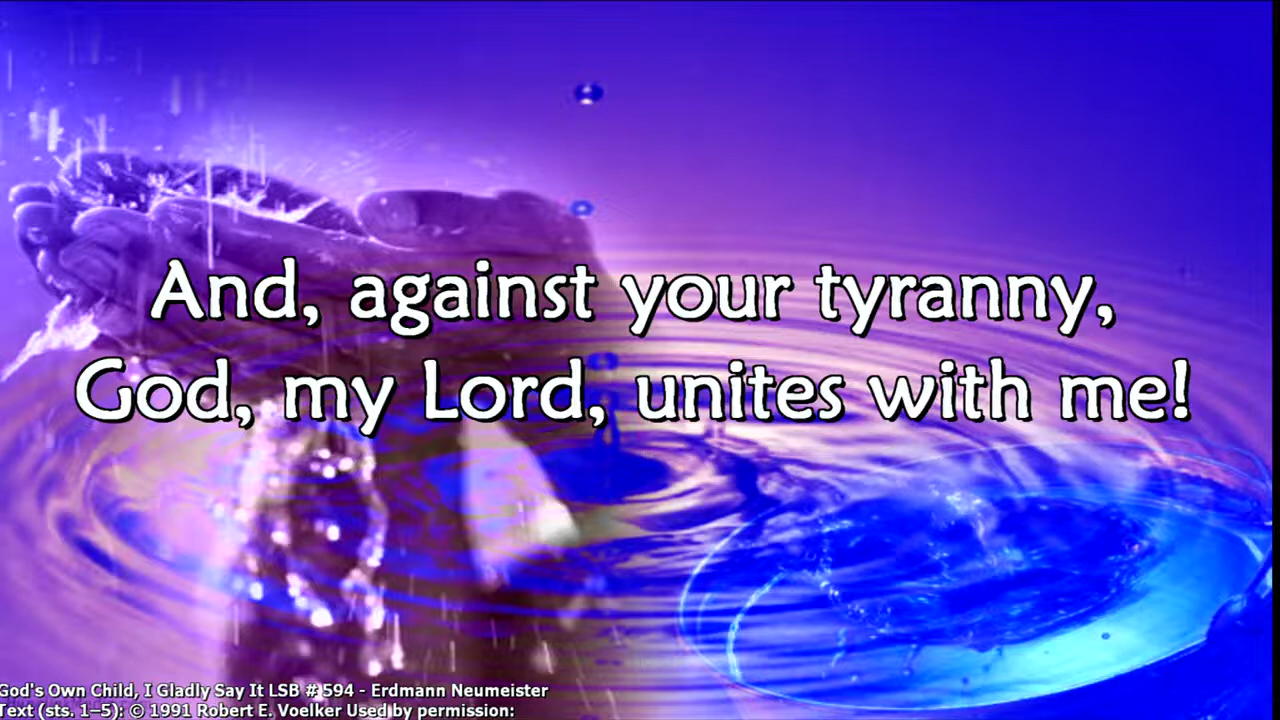 And, against your tyranny,
God, my Lord, unites with me!
God's Own Child, I Gladly Say It LSB # 594 - Erdmann Neumeister
Text (sts. 1–5): © 1991 Robert E. Voelker Used by permission: